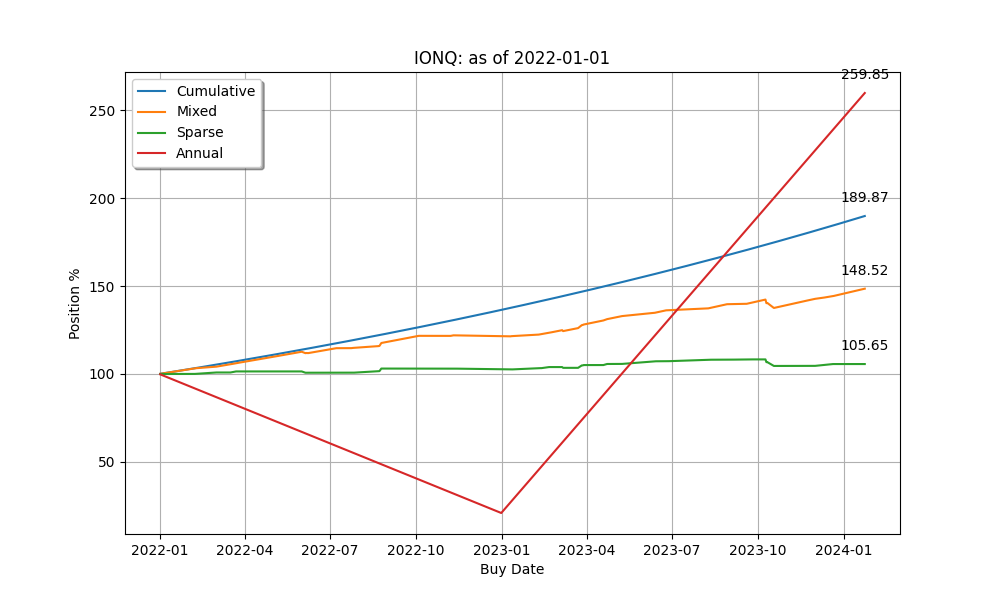 IONQ: as of 2022-01-01
Cumulative
Mixed
Sparse
Annual
259.85
189.87
148.52
105.65
250
200
150
100
50
Position %
2022-01 2022-04 2022-07 2022-10 2023-01 2023-04 2023-07 2023-10 2024-01
Buy Date